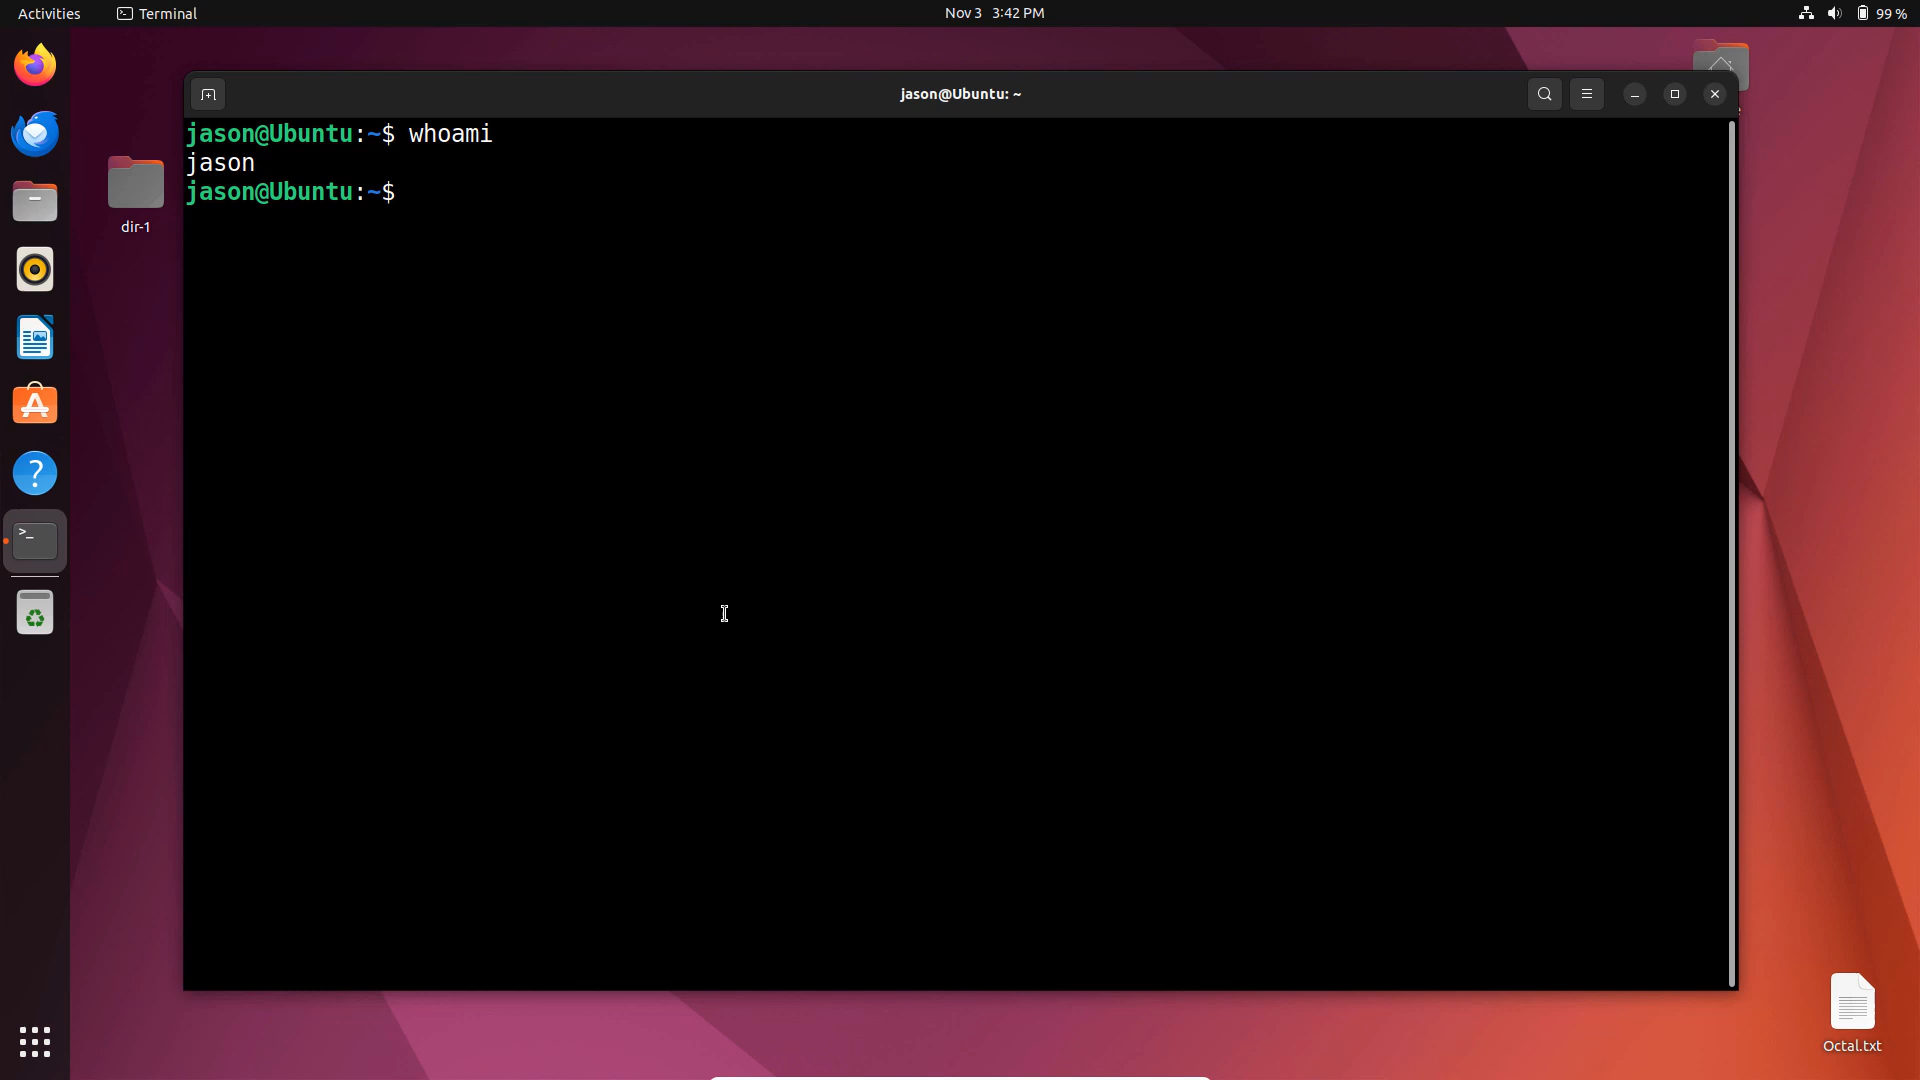 Activities
Terminal
Nov 3 3:42 PM
99 %
jason@Ubuntu: ~
jason@Ubuntu:~$ whoami
jason
jason@Ubuntu:~$
dir-1
Octal.txt